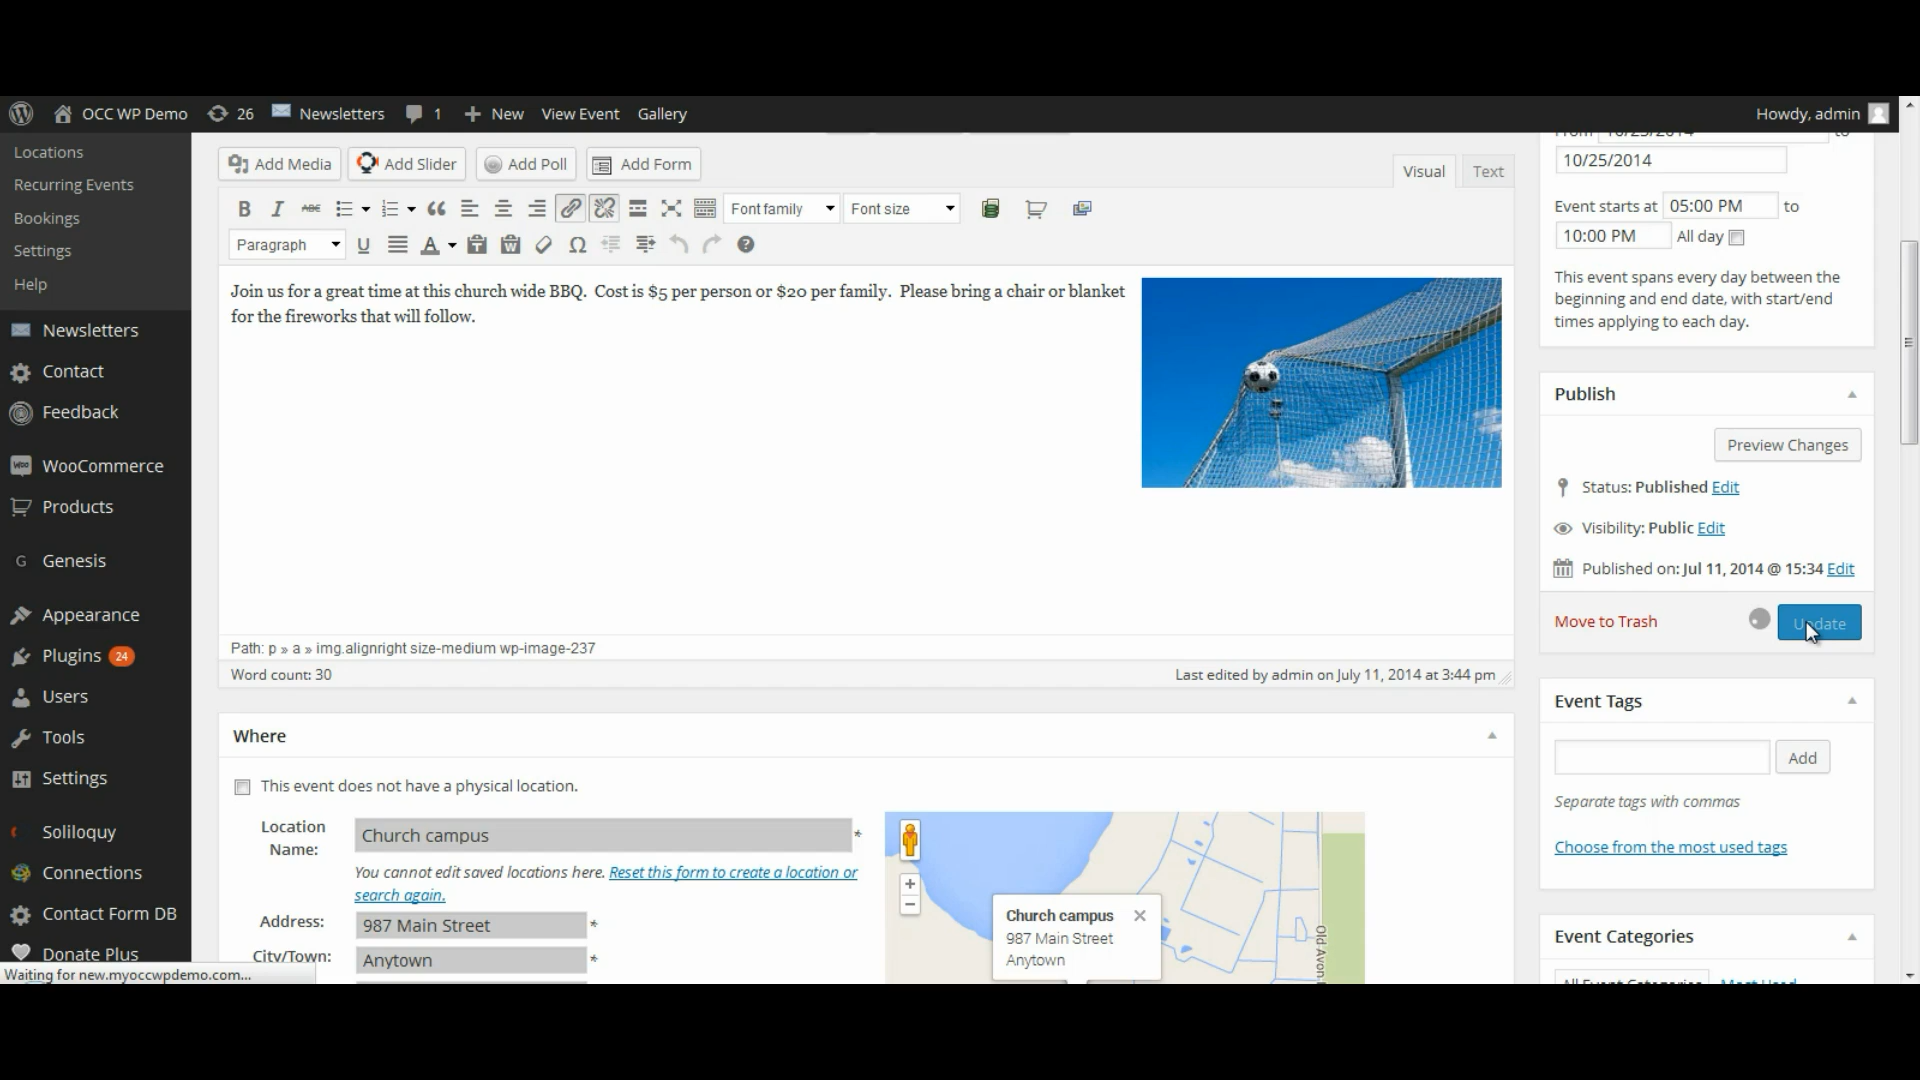 OCC WP Demo 26 Newsletters 1 New View Event Gallery Howdy, admin
Locations
Recurring Events
Bookings
Settings
Help
Newsletters
Contact
Feedback
WooCommerce
Products
Genesis
Appearance
Plugins 24
Users
Tools
Settings
Soliloquy
Connections
Contact Form DB
Donate Plus
Waiting for new.myoccwpdemo.com...
Add Media Add Slider Add Poll Add Form
Visual Text
B I ABC Font family Font size
Paragraph U A
Join us for a great time at this church wide BBQ. Cost is $5 per person or $20 per family. Please bring a chair or blanket
for the fireworks that will follow.
Path: p » a » img.alignright size-medium wp-image-237
Word count: 30 Last edited by admin on July 11, 2014 at 3:44 pm
Where
This event does not have a physical location.
Location
Name:
Church campus *
You cannot edit saved locations here. Reset this form to create a location or
search again.
Address: 987 Main Street *
City/Town: Anytown *
Church campus
987 Main Street
Anytown
Old Avon
From 10/25/2014 to
10/25/2014
Event starts at 05:00 PM to
10:00 PM All day
This event spans every day between the
beginning and end date, with start/end
times applying to each day.
Publish
Preview Changes
Status: Published Edit
Visibility: Public Edit
Published on: Jul 11, 2014 @ 15:34 Edit
Move to Trash Update
Event Tags
Add
Separate tags with commas
Choose from the most used tags
Event Categories
All Event Categories Most Used